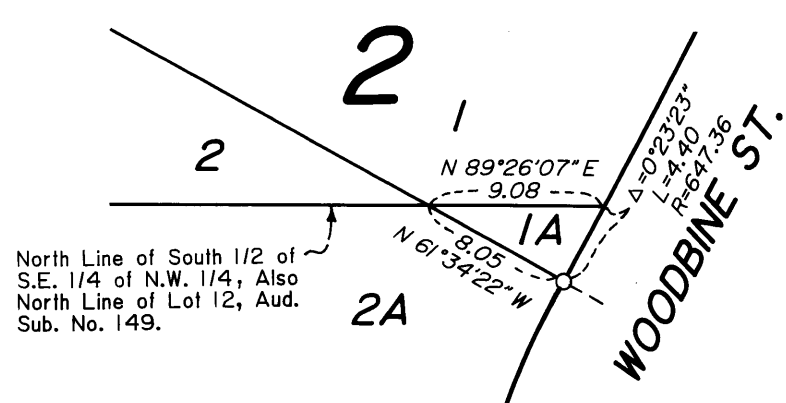 2
1
2
N 89°26'07" E
9.08
Δ=0°23'23"
L=4.40
R=647.36
WOODBINE ST.
1A
8.05
N 61°34'22" W
North Line of South 1/2 of
S.E. 1/4 of N.W. 1/4, Also
North Line of Lot 12, Aud.
Sub. No. 149.
2A